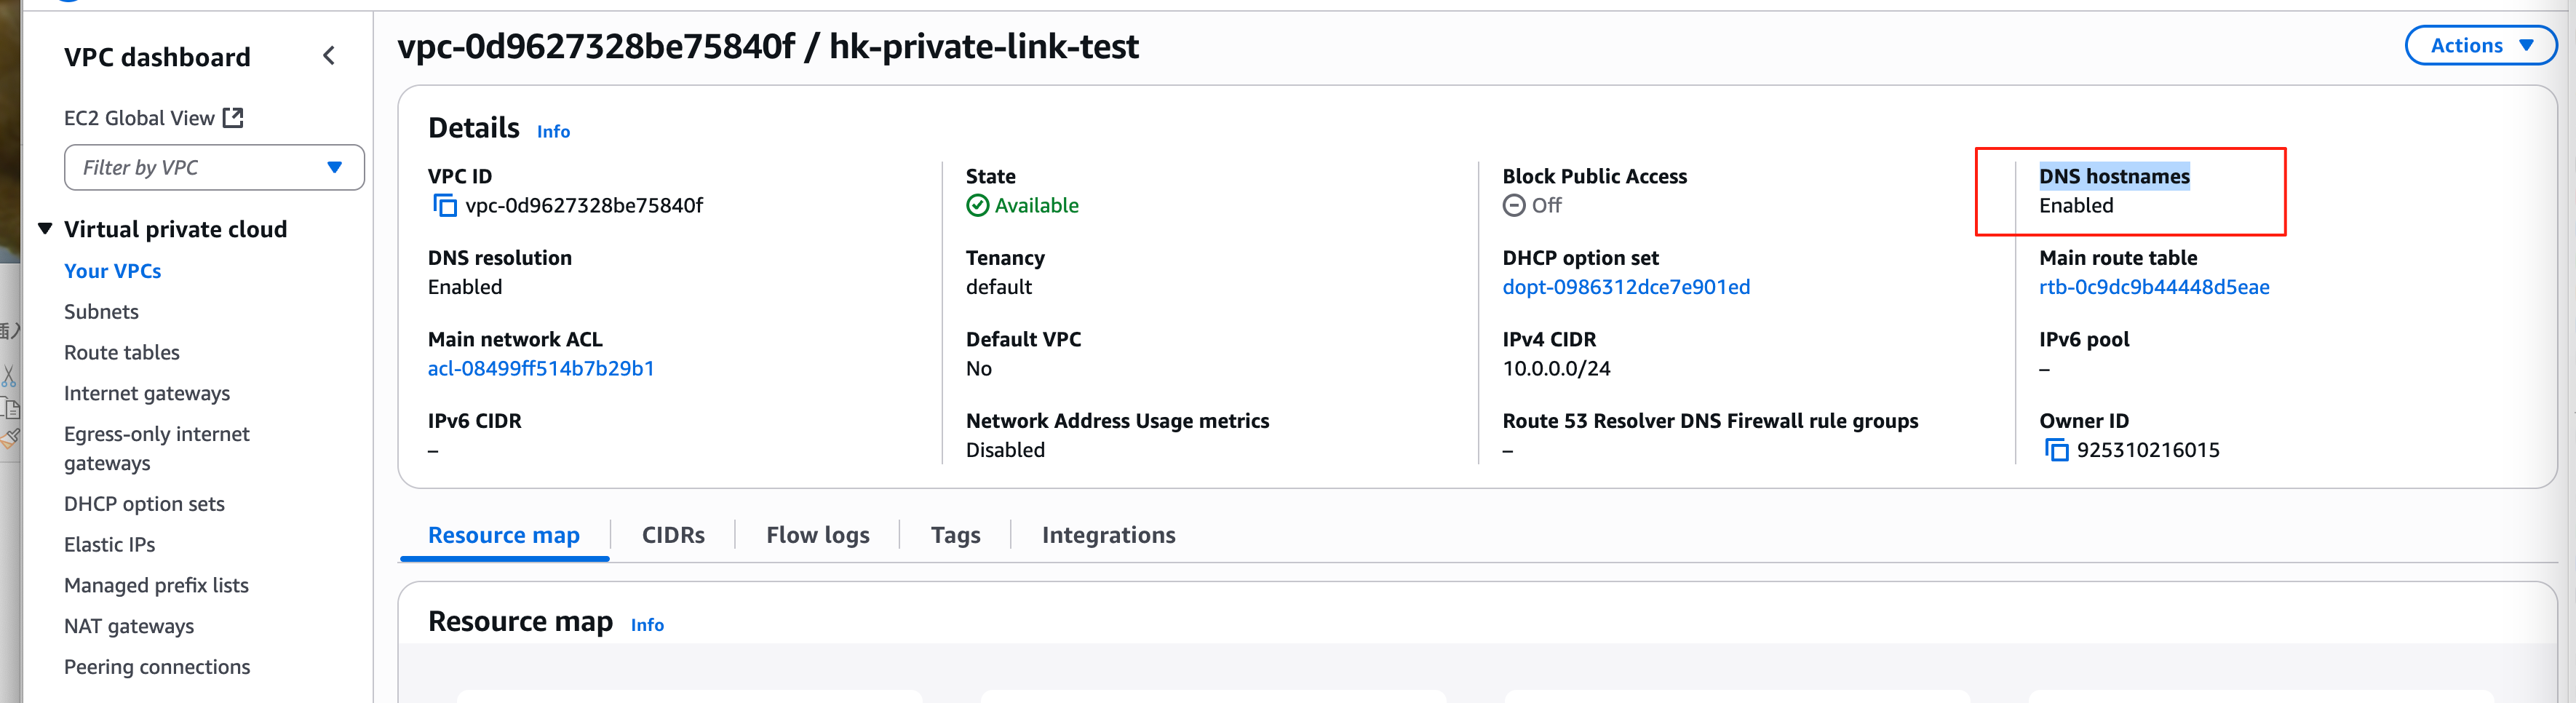 VPC dashboard
EC2 Global View
Filter by VPC
Virtual private cloud
Your VPCs
Subnets
Route tables
Internet gateways
Egress-only internet
gateways
DHCP option sets
Elastic IPs
Managed prefix lists
NAT gateways
Peering connections
vpc-0d9627328be75840f / hk-private-link-test
Actions
Details Info
VPC ID
vpc-0d9627328be75840f
State
Available
Block Public Access
Off
DNS hostnames
Enabled
DNS resolution
Enabled
Tenancy
default
DHCP option set
dopt-0986312dce7e901ed
Main route table
rtb-0c9dc9b44448d5eae
Main network ACL
acl-08499ff514b7b29b1
Default VPC
No
IPv4 CIDR
10.0.0.0/24
IPv6 pool
–
IPv6 CIDR
–
Network Address Usage metrics
Disabled
Route 53 Resolver DNS Firewall rule groups
–
Owner ID
925310216015
Resource map
CIDRs
Flow logs
Tags
Integrations
Resource map Info